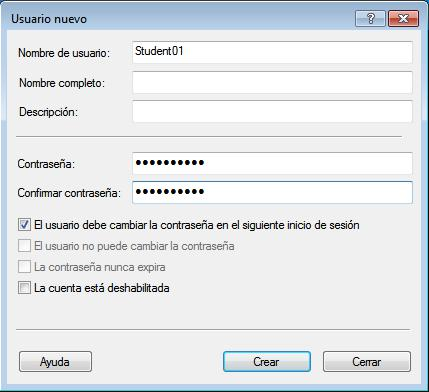 Usuario nuevo
Nombre de usuario: Student01
Nombre completo:
Descripción:
Contraseña: ●●●●●●●●●●
Confirmar contraseña: ●●●●●●●●●●
El usuario debe cambiar la contraseña en el siguiente inicio de sesión
El usuario no puede cambiar la contraseña
La contraseña nunca expira
La cuenta está deshabilitada
Ayuda Crear Cerrar